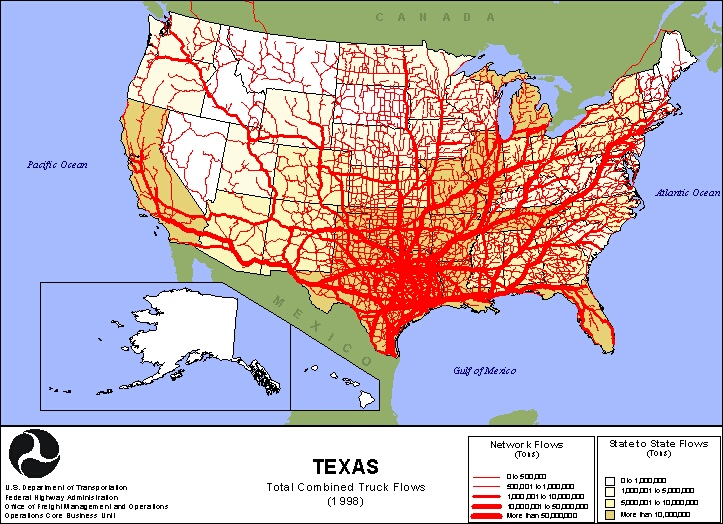 CANADA
Pacific Ocean
Atlantic Ocean
MEXICO
Gulf of Mexico
U.S. Department of Transportation
Federal Highway Administration
Office of Freight Management and Operations
Operations Core Business Unit
TEXAS
Total Combined Truck Flows
(1998)
Network Flows
(Tons)
0 to 500,000
500,001 to 1,000,000
1,000,001 to 10,000,000
10,000,001 to 50,000,000
More than 50,000,000
State to State Flows
(Tons)
0 to 1,000,000
1,000,001 to 5,000,000
5,000,001 to 10,000,000
More than 10,000,000